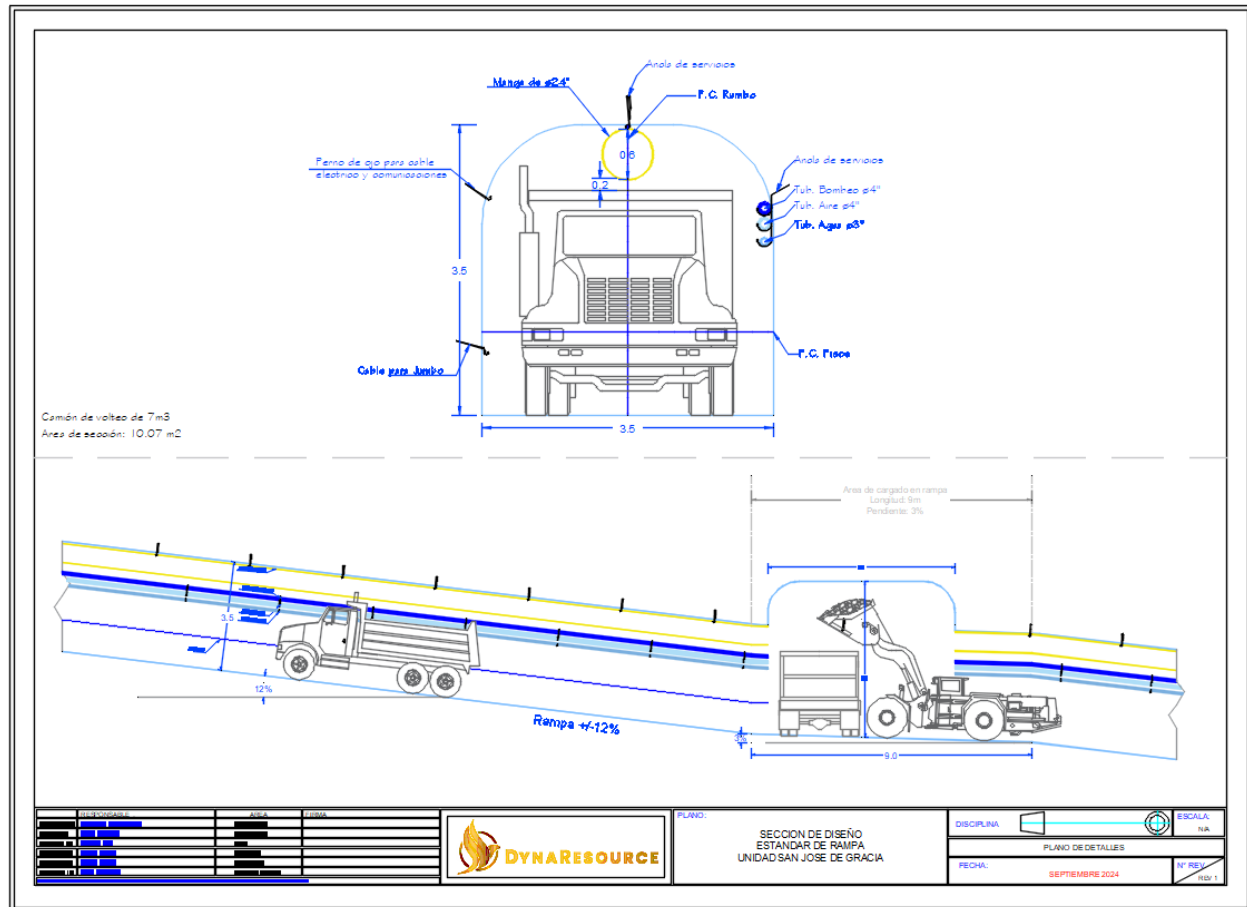 Ancla de servicios
Manga de ø24"
P.C. Rumbo
0.6
Perno de ojo para cable
electrico y comunicaciones
Ancla de servicios
0.2
Tub. Bombeo ø4"
Tub. Aire ø4"
Tub. Agua ø3"
3.5
P.C. Piso
Cable para Jumbo
3.5
Camión de volteo de 7m3
Area de sección: 10.07 m2
Area de cargado en rampa
Longitud: 9m
Pendiente: 3%
3.5
12%
Rampa +/-12%
3%
9.0
RESPONSABLE
AREA
FIRMA
DYNARESOURCE
PLANO:
SECCION DE DISEÑO
ESTANDAR DE RAMPA
UNIDAD SAN JOSE DE GRACIA
DISCIPLINA
ESCALA:
N/A
PLANO DE DETALLES
FECHA:
SEPTIEMBRE 2024
N° REV.
REV 1